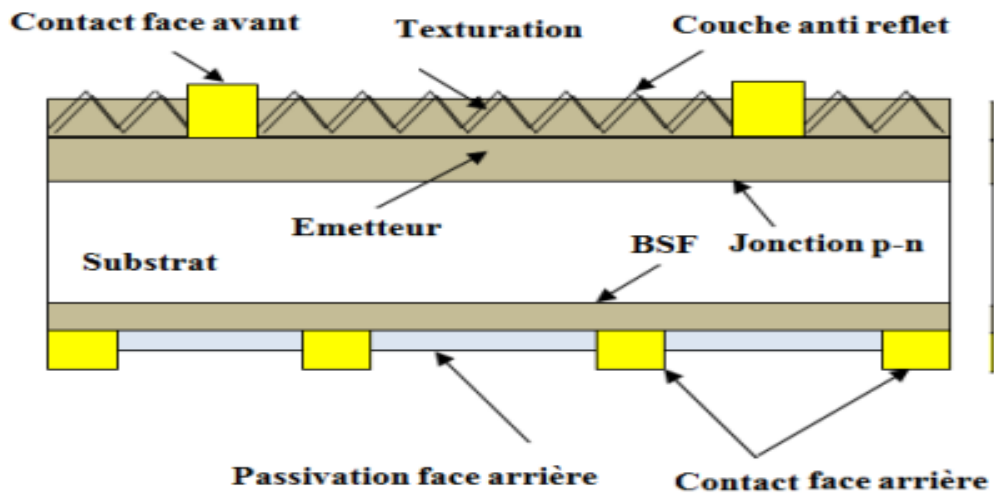 Contact face avant
Texturation
Couche anti reflet
Emetteur
BSF
Jonction p-n
Substrat
Passivation face arrière
Contact face arrière